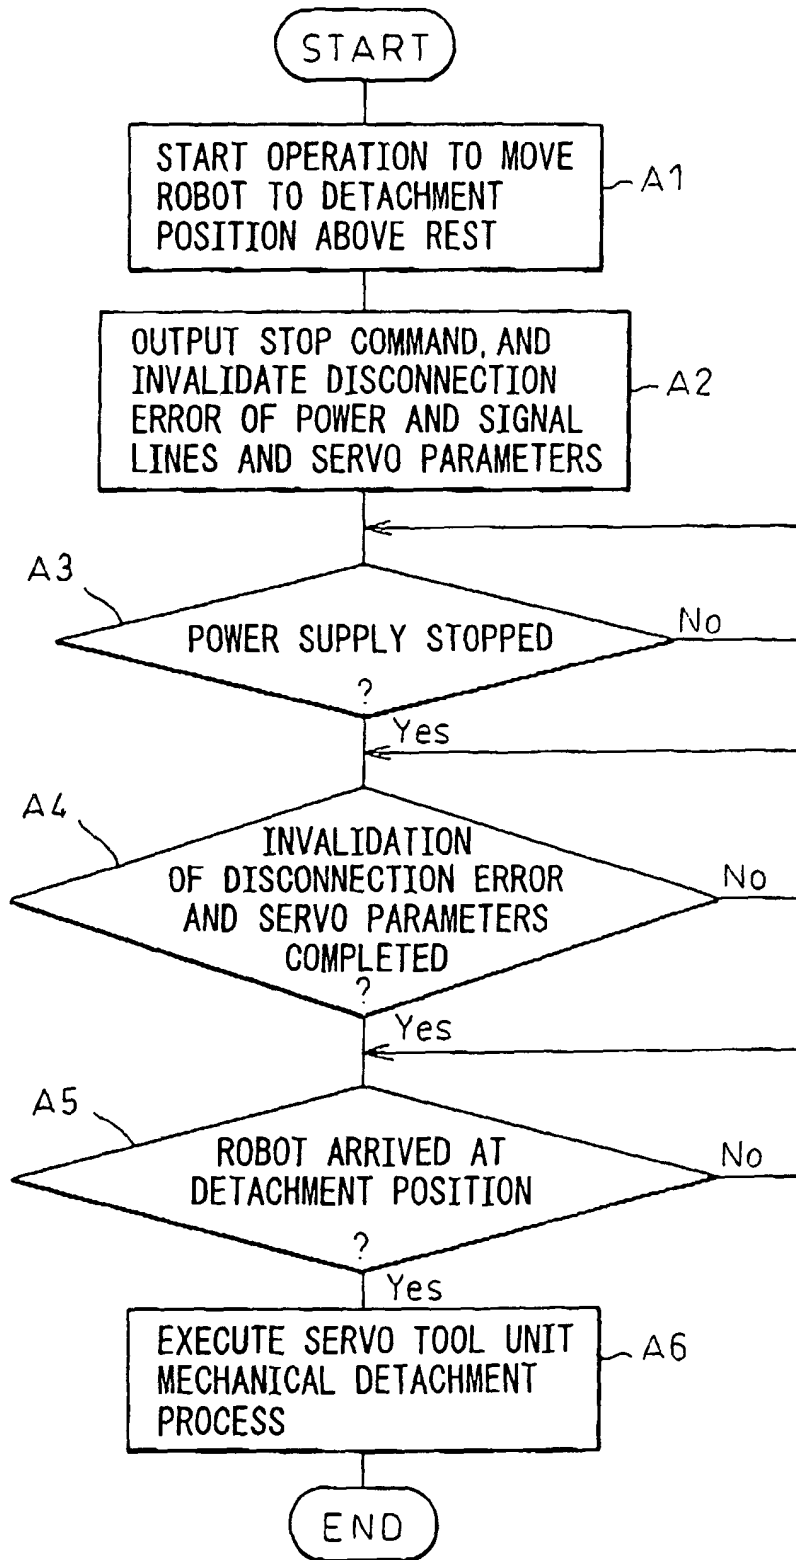 START
START OPERATION TO MOVE
ROBOT TO DETACHMENT
POSITION ABOVE REST
A1
OUTPUT STOP COMMAND, AND
INVALIDATE DISCONNECTION
ERROR OF POWER AND SIGNAL
LINES AND SERVO PARAMETERS
A2
A3
POWER SUPPLY STOPPED
?
No
Yes
A4
INVALIDATION
OF DISCONNECTION ERROR
AND SERVO PARAMETERS
COMPLETED
?
No
Yes
A5
ROBOT ARRIVED AT
DETACHMENT POSITION
?
No
Yes
EXECUTE SERVO TOOL UNIT
MECHANICAL DETACHMENT
PROCESS
A6
END